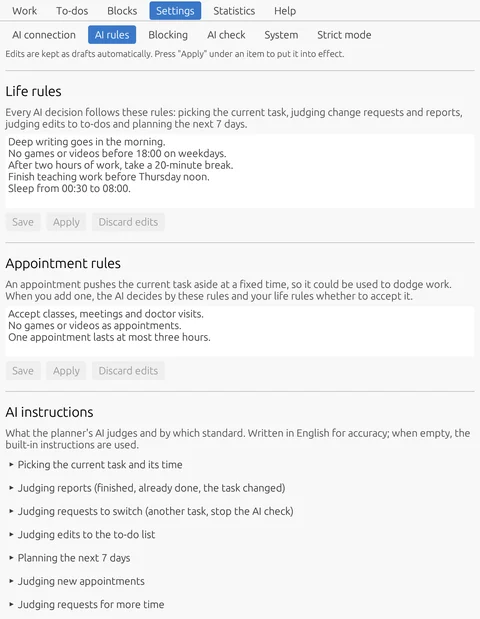 Work To-dos Blocks Settings Statistics Help
AI connection AI rules Blocking AI check System Strict mode
Edits are kept as drafts automatically. Press "Apply" under an item to put it into effect.
Life rules
Every AI decision follows these rules: picking the current task, judging change requests and reports,
judging edits to to-dos and planning the next 7 days.
Deep writing goes in the morning.
No games or videos before 18:00 on weekdays.
After two hours of work, take a 20-minute break.
Finish teaching work before Thursday noon.
Sleep from 00:30 to 08:00.
Save Apply Discard edits
Appointment rules
An appointment pushes the current task aside at a fixed time, so it could be used to dodge work.
When you add one, the AI decides by these rules and your life rules whether to accept it.
Accept classes, meetings and doctor visits.
No games or videos as appointments.
One appointment lasts at most three hours.
Save Apply Discard edits
AI instructions
What the planner's AI judges and by which standard. Written in English for accuracy; when empty, the
built-in instructions are used.
Picking the current task and its time
Judging reports (finished, already done, the task changed)
Judging requests to switch (another task, stop the AI check)
Judging edits to the to-do list
Planning the next 7 days
Judging new appointments
Judging requests for more time